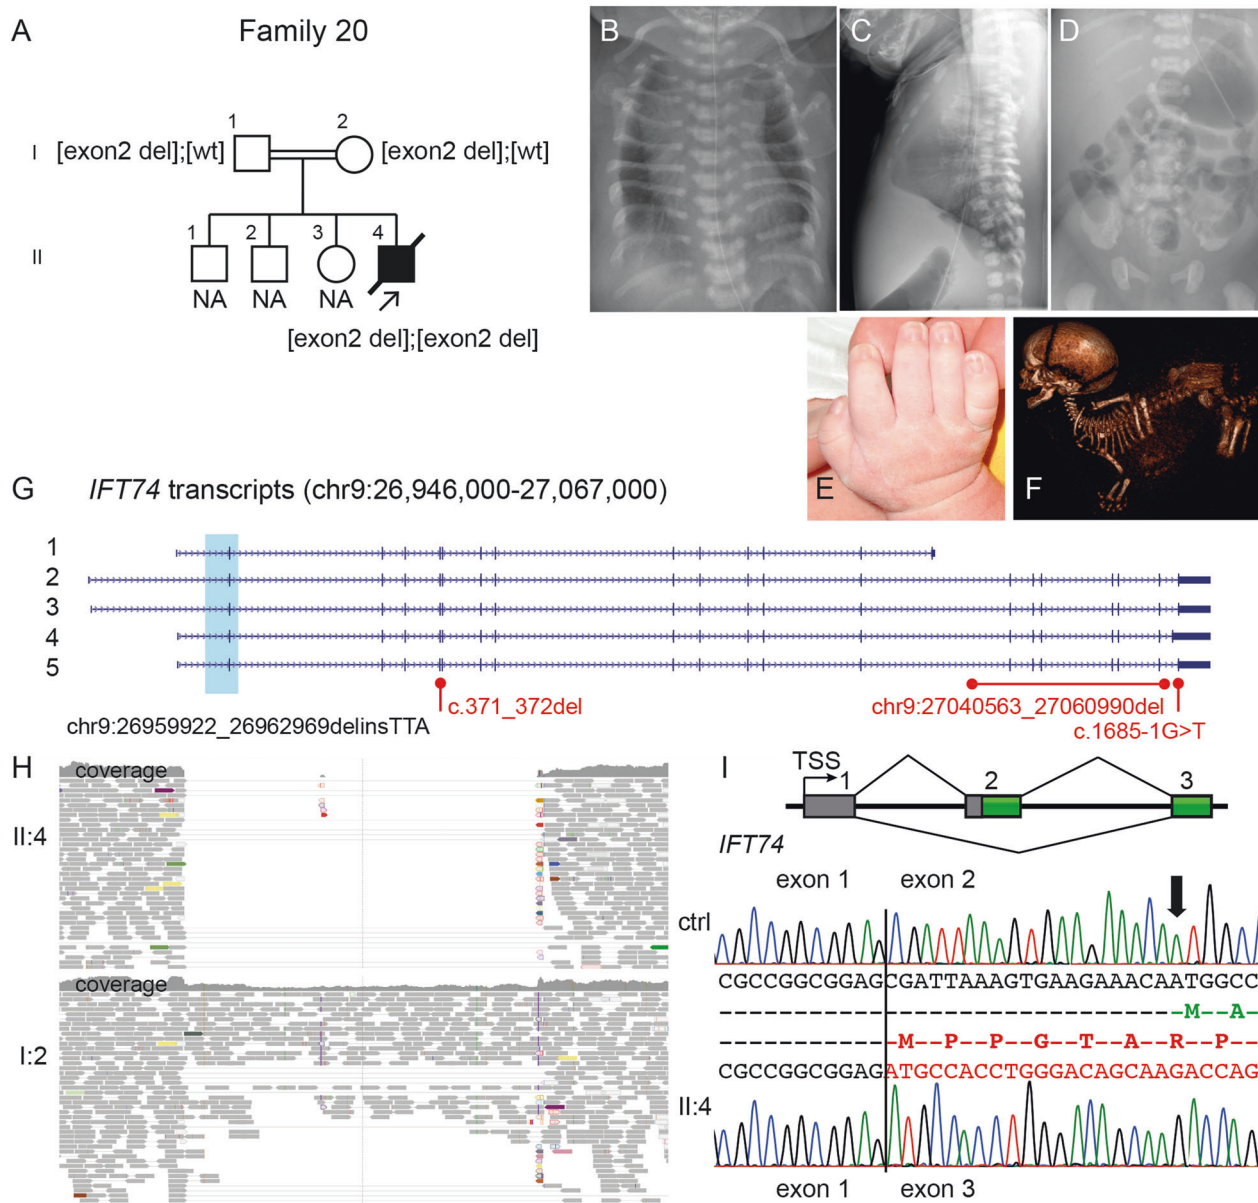 A
Family 20
B
C
D
1
2
I
[exon2 del];[wt]
[exon2 del];[wt]
1
2
3
4
II
NA
NA
NA
[exon2 del];[exon2 del]
E
F
G
IFT74 transcripts (chr9:26,946,000-27,067,000)
1
2
3
4
5
c.371_372del
chr9:27040563_27060990del
chr9:26959922_26962969delinsTTA
c.1685-1G>T
H
coverage
II:4
coverage
I:2
I
TSS
1
2
3
IFT74
exon 1
exon 2
ctrl
CGCCGGCGGAGCGATTAAAGTGAAGAAACAATGGCC
-M--A-
-M--P--P--G--T--A--R--P--
CGCCGGCGGAGATGCCACCTGGGACAGCAAGACCAG
II:4
exon 1
exon 3